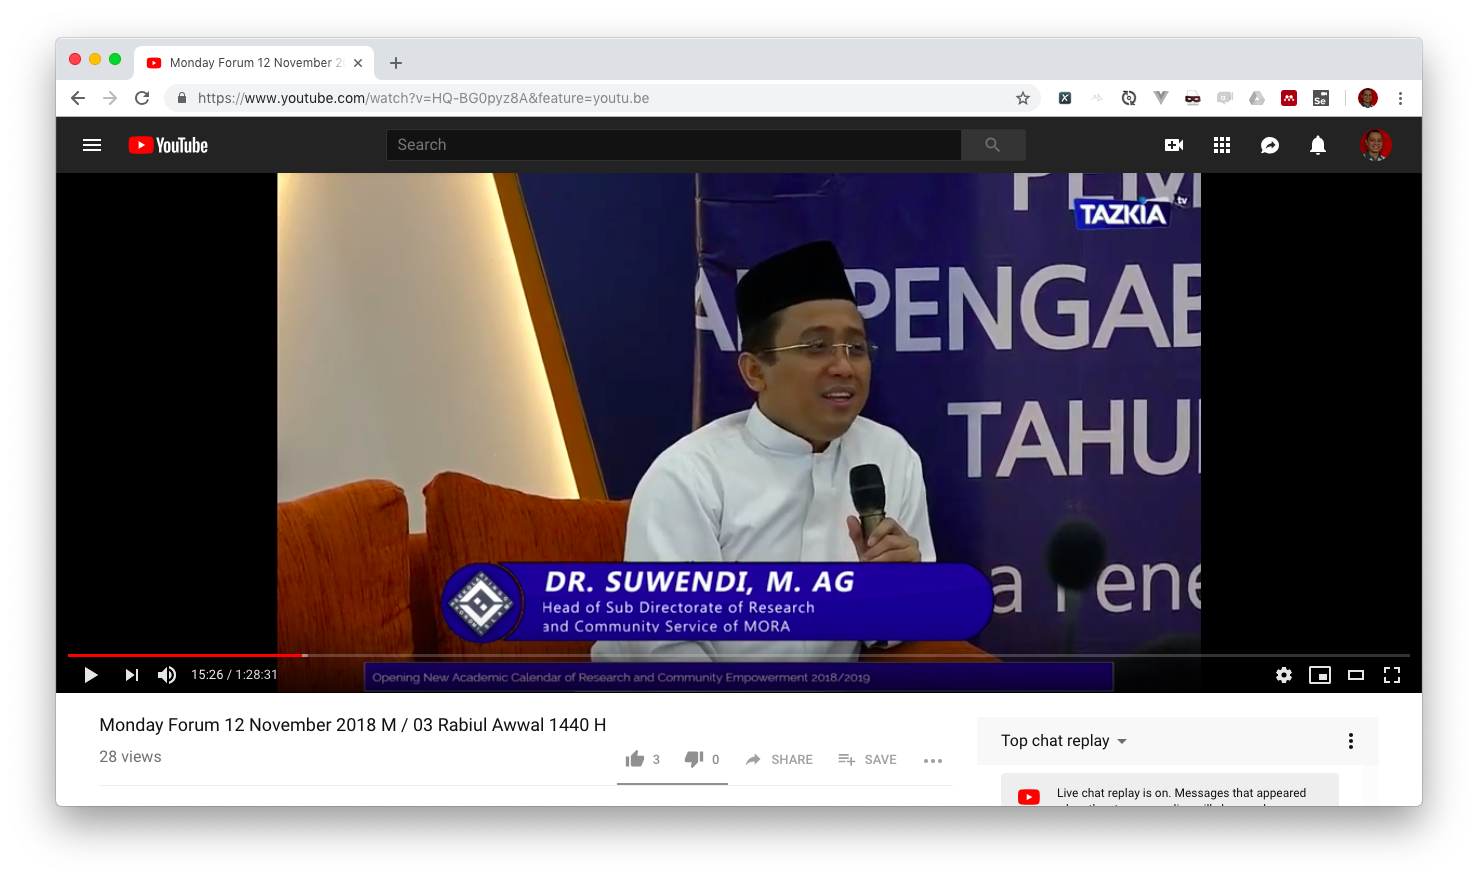 Monday Forum 12 November 2
https://www.youtube.com/watch?v=HQ-BG0pyz8A&feature=youtu.be
Se
YouTube
Search
TAZKIA tv
PENGAB
TAHU
DR. SUWENDI, M. AG
Head of Sub Directorate of Research
and Community Service of MORA
Opening New Academic Calendar of Research and Community Empowerment 2018/2019
15:26 / 1:28:31
Monday Forum 12 November 2018 M / 03 Rabiul Awwal 1440 H
28 views
3
0
SHARE
SAVE
Top chat replay
Live chat replay is on. Messages that appeared